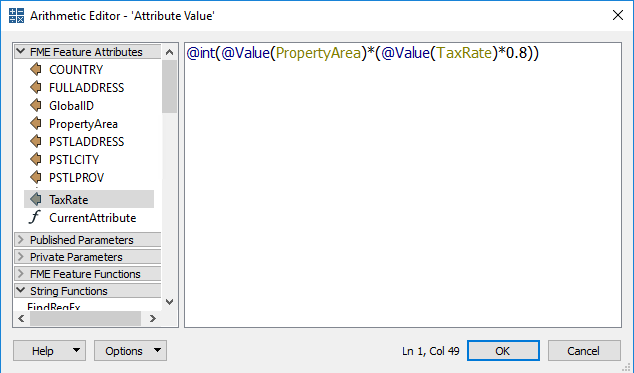 Arithmetic Editor - 'Attribute Value'
FME Feature Attributes
COUNTRY
FULLADDRESS
GlobalID
PropertyArea
PSTLADDRESS
PSTLCITY
PSTLPROV
TaxRate
CurrentAttribute
Published Parameters
Private Parameters
FME Feature Functions
String Functions
FindRegEx
@int(@Value(PropertyArea)*(@Value(TaxRate)*0.8))
Help
Options
Ln 1, Col 49
OK
Cancel